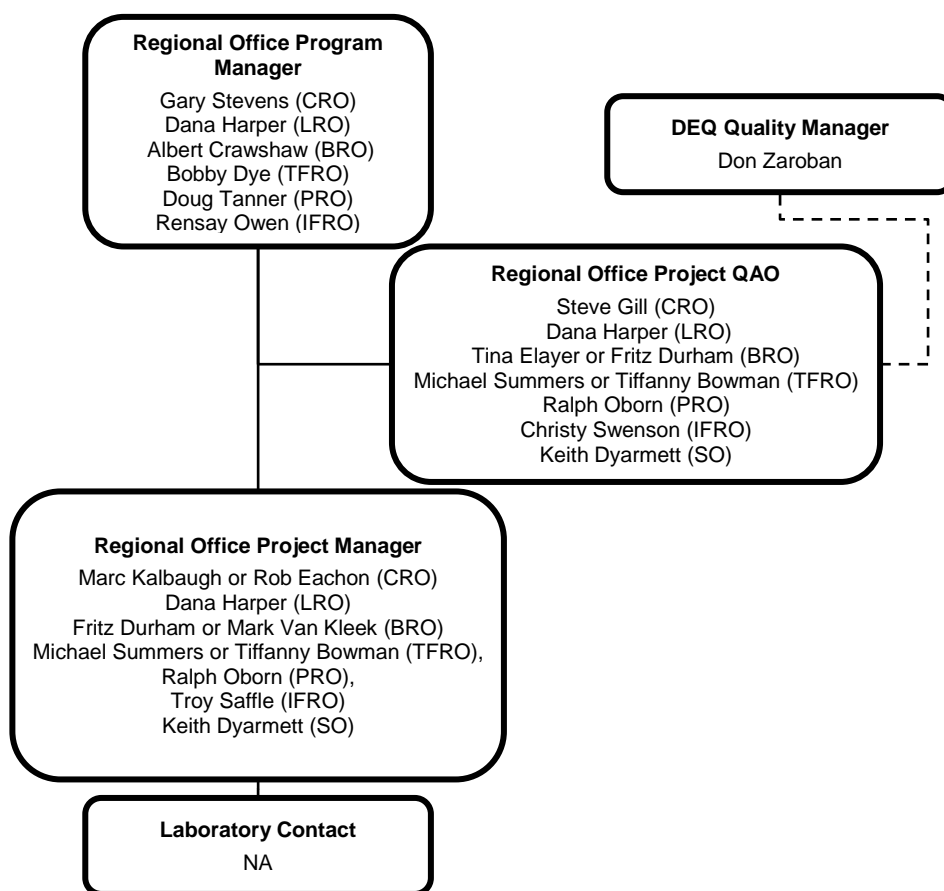 Regional Office Program
Manager
Gary Stevens (CRO)
Dana Harper (LRO)
Albert Crawshaw (BRO)
Bobby Dye (TFRO)
Doug Tanner (PRO)
Rensay Owen (IFRO)
DEQ Quality Manager
Don Zaroban
Regional Office Project QAO
Steve Gill (CRO)
Dana Harper (LRO)
Tina Elayer or Fritz Durham (BRO)
Michael Summers or Tiffanny Bowman (TFRO)
Ralph Oborn (PRO)
Christy Swenson (IFRO)
Keith Dyarmett (SO)
Regional Office Project Manager
Marc Kalbaugh or Rob Eachon (CRO)
Dana Harper (LRO)
Fritz Durham or Mark Van Kleek (BRO)
Michael Summers or Tiffanny Bowman (TFRO),
Ralph Oborn (PRO),
Troy Saffle (IFRO)
Keith Dyarmett (SO)
Laboratory Contact
NA